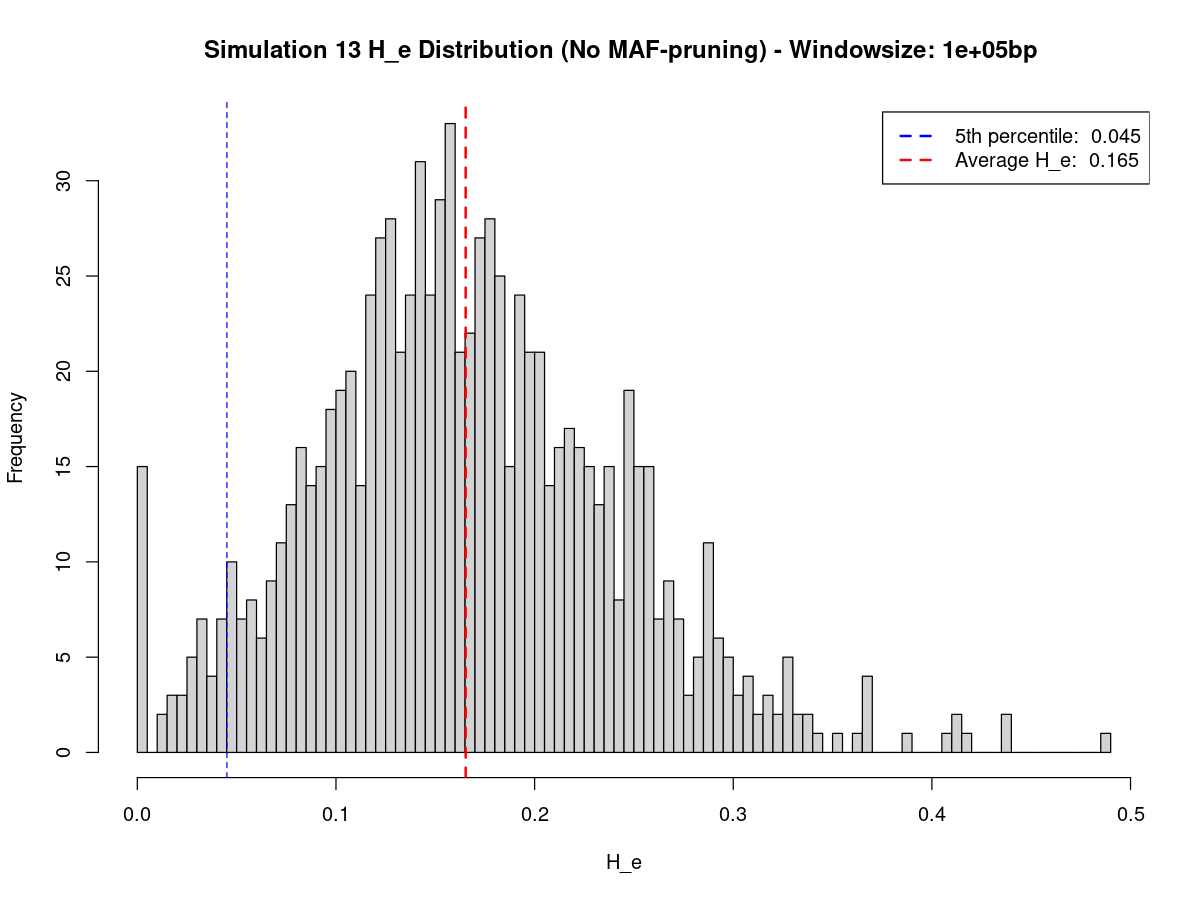 Simulation 13 H_e Distribution (No MAF-pruning) - Windowsize: 1e+05bp
5th percentile: 0.045
Average H_e: 0.165
Frequency
30
25
20
15
10
5
0
0.0 0.1 0.2 0.3 0.4 0.5
H_e